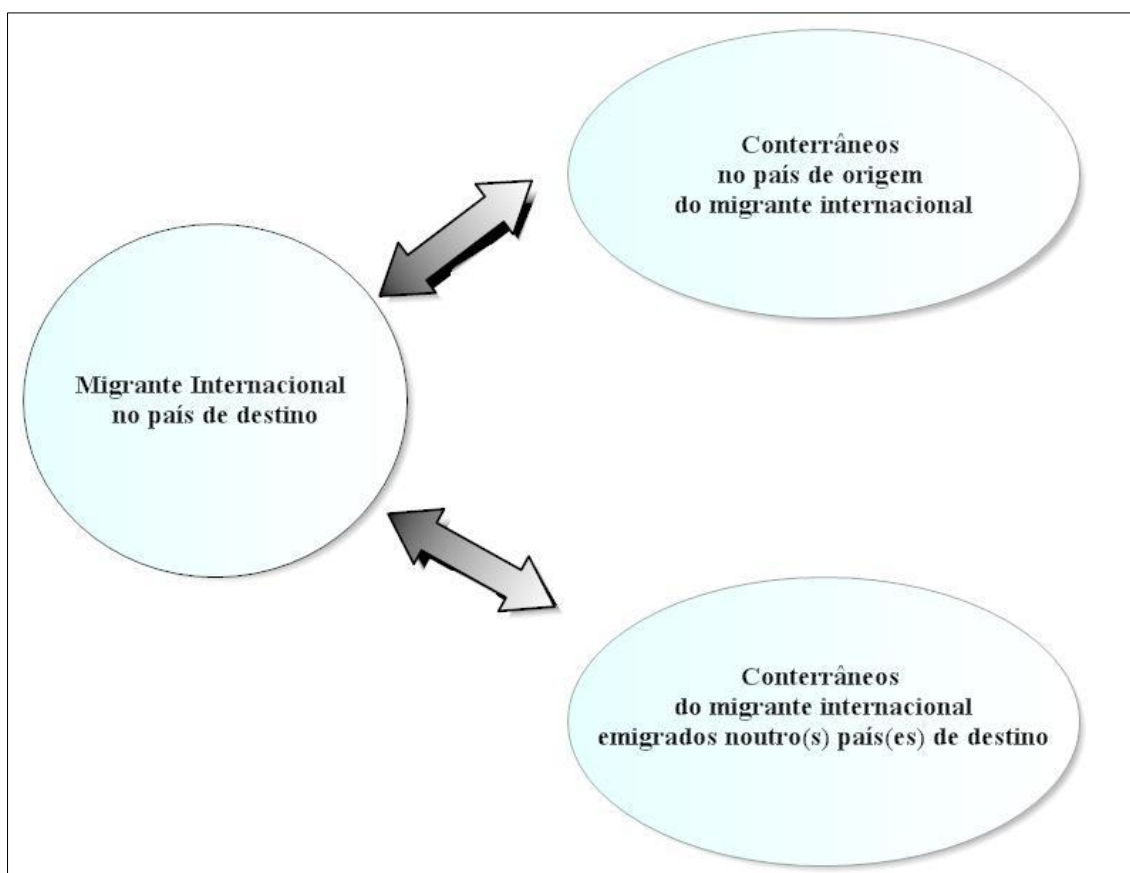 Conterrâneos
no país de origem
do migrante internacional
Migrante Internacional
no país de destino
Conterrâneos
do migrante internacional
emigrados noutro(s) país(es) de destino